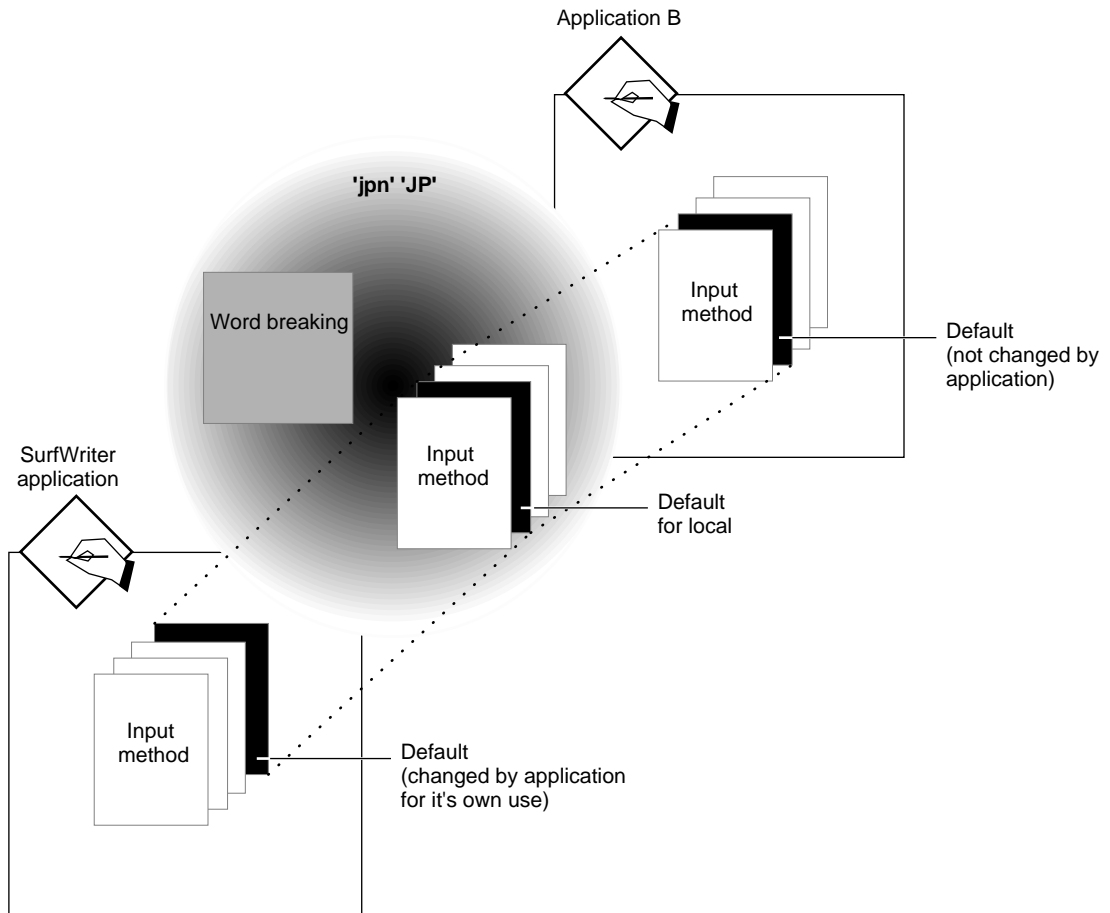 Application B
'jpn' 'JP'
Word breaking
Input
method
Default
(not changed by
application)
Input
method
Default
for local
SurfWriter
application
Input
method
Default
(changed by application
for it's own use)